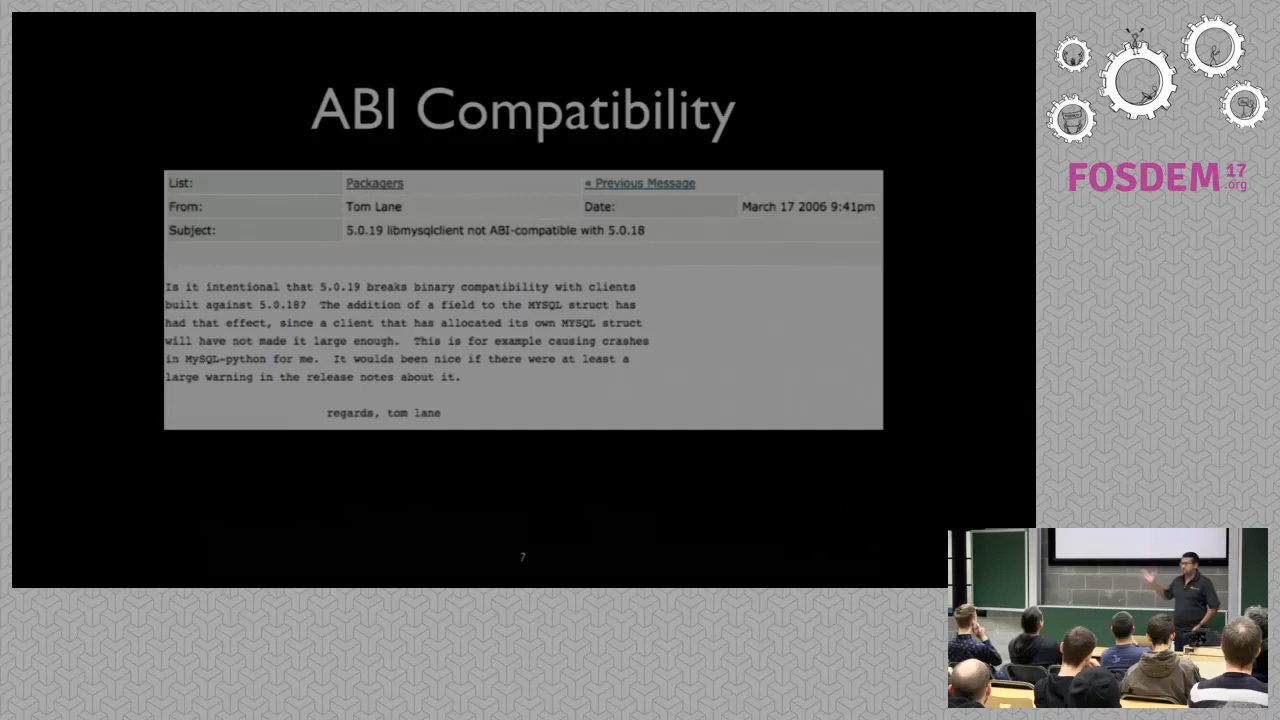 ABI Compatibility
List: Packagers « Previous Message
From: Tom Lane Date: March 17 2006 9:41pm
Subject: 5.0.19 libmysqlclient not ABI-compatible with 5.0.18
Is it intentional that 5.0.19 breaks binary compatibility with clients
built against 5.0.18? The addition of a field to the MYSQL struct has
had that effect, since a client that has allocated its own MYSQL struct
will have not made it large enough. This is for example causing crashes
in MySQL-python for me. It woulda been nice if there were at least a
large warning in the release notes about it.
regards, tom lane
7
FOSDEM 17
.org